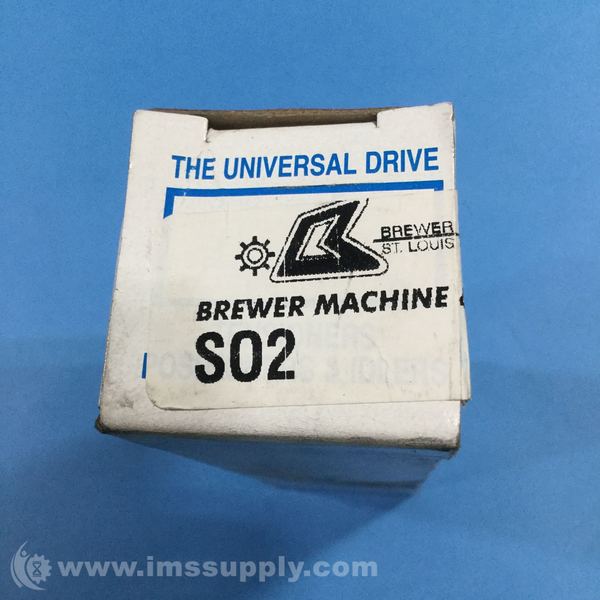 THE UNIVERSAL DRIVE
BREWER
ST. LOUIS
BREWER MACHINE
S02
www.imssupply.com